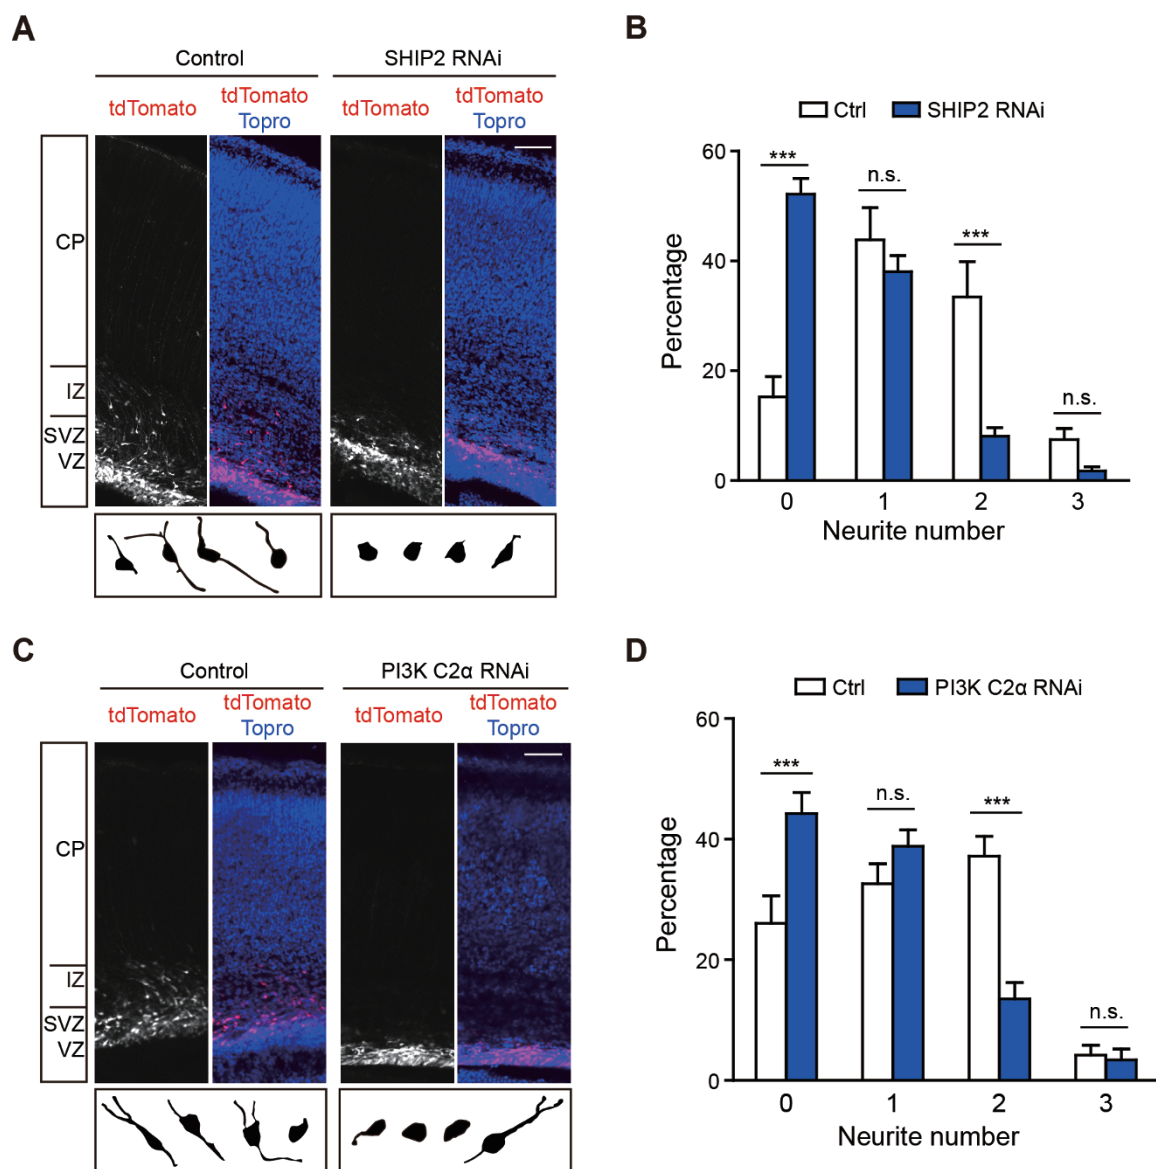 A
Control
SHIP2 RNAi
tdTomato
tdTomato
Topro
tdTomato
tdTomato
Topro
CP
IZ
SVZ
VZ
B
Ctrl
SHIP2 RNAi
Percentage
60
40
20
0
***
n.s.
***
n.s.
0 1 2 3
Neurite number
C
Control
PI3K C2α RNAi
tdTomato
tdTomato
Topro
tdTomato
tdTomato
Topro
CP
IZ
SVZ
VZ
D
Ctrl
PI3K C2α RNAi
Percentage
60
40
20
0
***
n.s.
***
n.s.
0 1 2 3
Neurite number